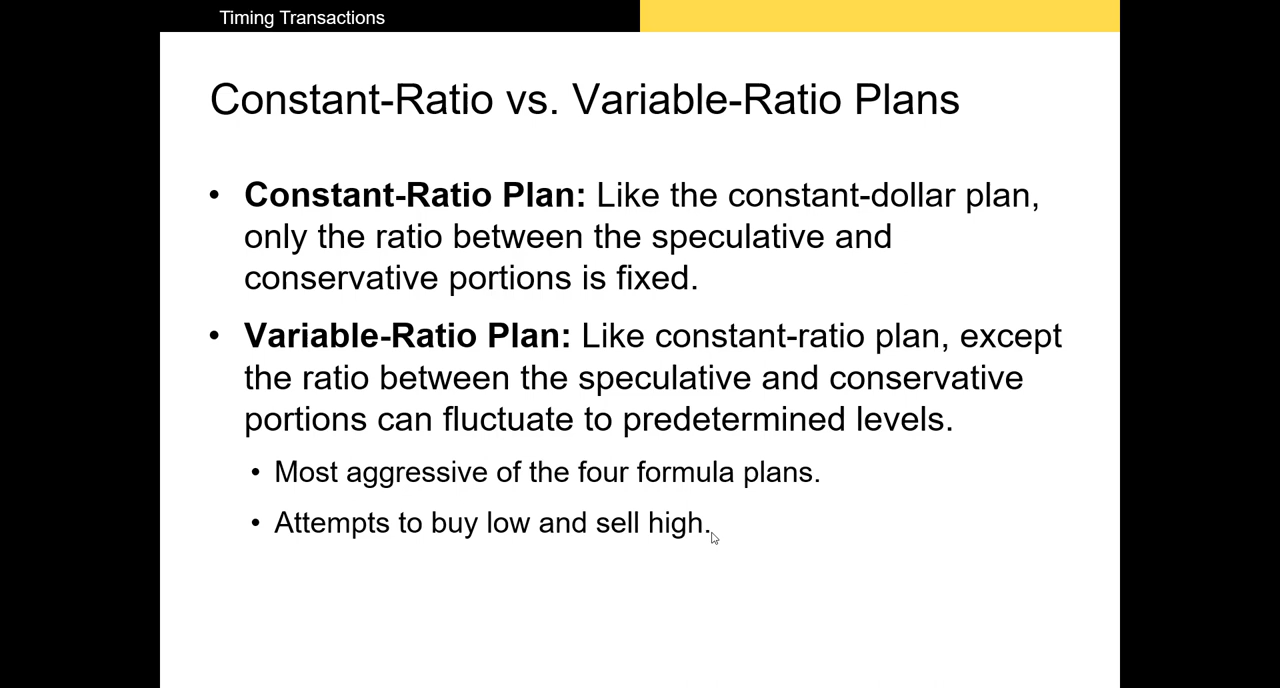 Timing Transactions
Constant-Ratio vs. Variable-Ratio Plans
• Constant-Ratio Plan: Like the constant-dollar plan,
only the ratio between the speculative and
conservative portions is fixed.
• Variable-Ratio Plan: Like constant-ratio plan, except
the ratio between the speculative and conservative
portions can fluctuate to predetermined levels.
• Most aggressive of the four formula plans.
• Attempts to buy low and sell high.